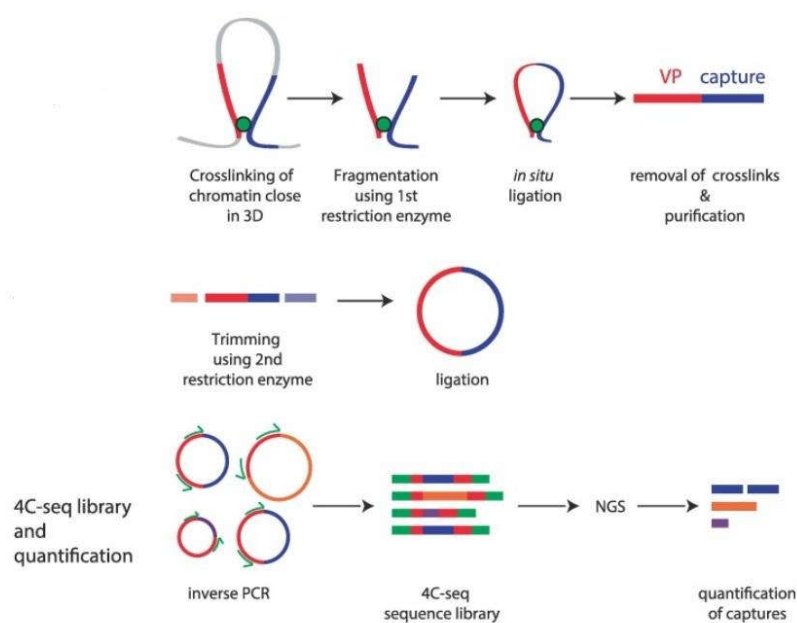 VP capture
Crosslinking of
chromatin close
in 3D
Fragmentation
using 1st
restriction enzyme
in situ
ligation
removal of crosslinks
&
purification
Trimming
using 2nd
restriction enzyme
ligation
4C-seq library
and
quantification
inverse PCR
4C-seq
sequence library
NGS
quantification
of captures